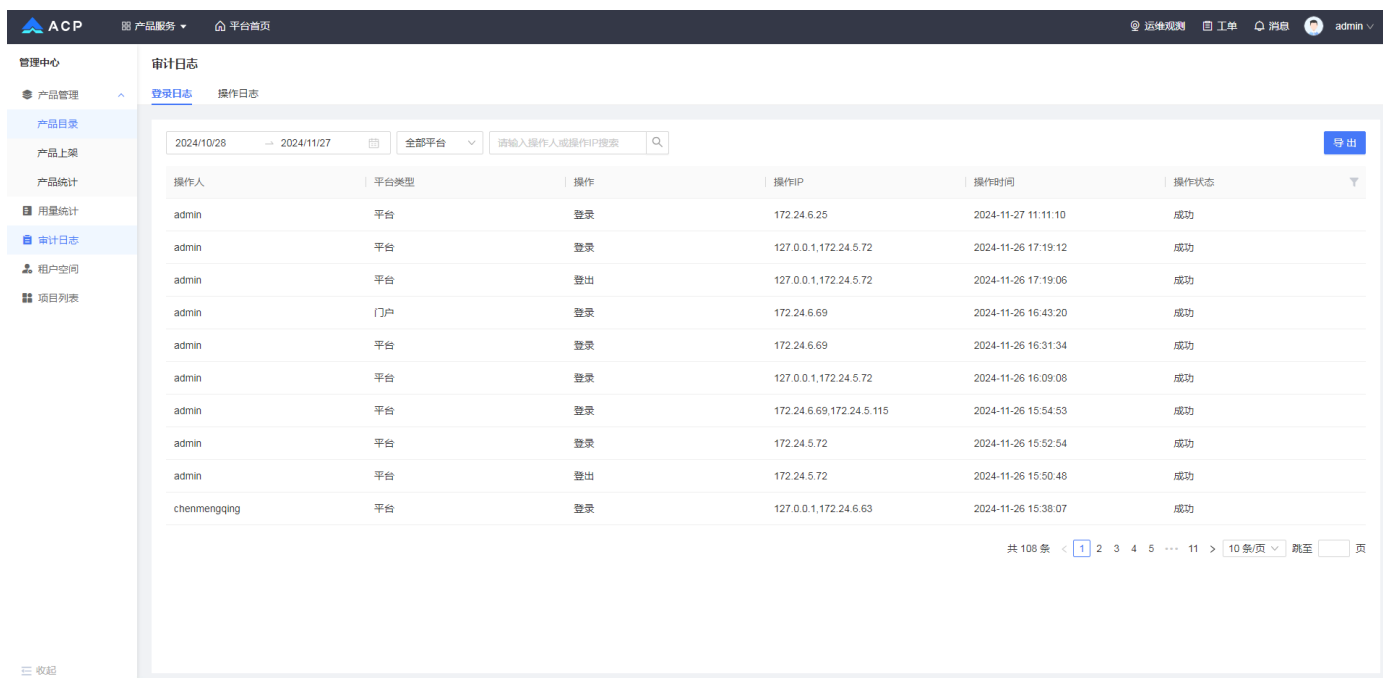 ACP 产品服务 平台首页 运维观测 工单 消息 admin
管理中心
产品管理
产品目录
产品上架
产品统计
用量统计
审计日志
租户空间
项目列表
收起
审计日志
登录日志 操作日志
2024/10/28 → 2024/11/27 全部平台 请输入操作人或操作IP搜索 导出
操作人 平台类型 操作 操作IP 操作时间 操作状态
admin 平台 登录 172.24.6.25 2024-11-27 11:11:10 成功
admin 平台 登录 127.0.0.1,172.24.5.72 2024-11-26 17:19:12 成功
admin 平台 登出 127.0.0.1,172.24.5.72 2024-11-26 17:19:06 成功
admin 门户 登录 172.24.6.69 2024-11-26 16:43:20 成功
admin 平台 登录 172.24.6.69 2024-11-26 16:31:34 成功
admin 平台 登录 127.0.0.1,172.24.5.72 2024-11-26 16:09:08 成功
admin 平台 登录 172.24.6.69,172.24.5.115 2024-11-26 15:54:53 成功
admin 平台 登录 172.24.5.72 2024-11-26 15:52:54 成功
admin 平台 登出 172.24.5.72 2024-11-26 15:50:48 成功
chenmengqing 平台 登录 127.0.0.1,172.24.6.63 2024-11-26 15:38:07 成功
共 108 条 < 1 2 3 4 5 ••• 11 > 10 条/页 跳至 页